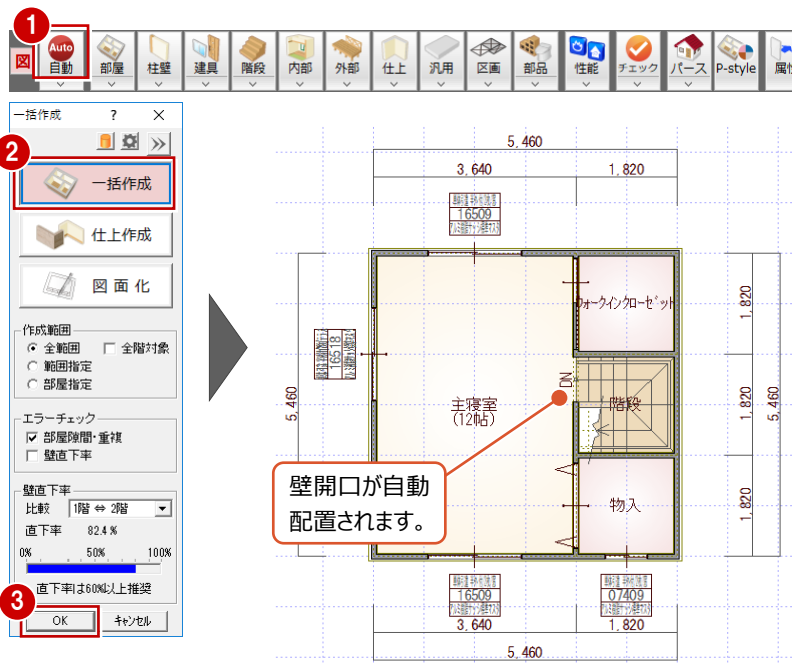 1
図
Auto
自動 部屋 柱壁 建具 階段 内部 外部 仕上 汎用 区画 部品 性能 チェック パース P-style 属性
一括作成 ? ×
2
一括作成
仕上作成
図面化
作成範囲
全範囲 全階対象
範囲指定
部屋指定
エラーチェック
部屋隙間・重複
壁直下率
壁直下率
比較 1階 ⇔ 2階
直下率 82.4 %
0% 50% 100%
直下率は60%以上推奨
3
OK キャンセル
5,460
3,640 1,820
16509
ウォークインクローゼット
1,820
16518
DN
主寝室
(12帖)
階段
5,460
1,820
5,460
壁開口が自動
配置されます。
物入
1,820
16509
07409
3,640 1,820
5,460